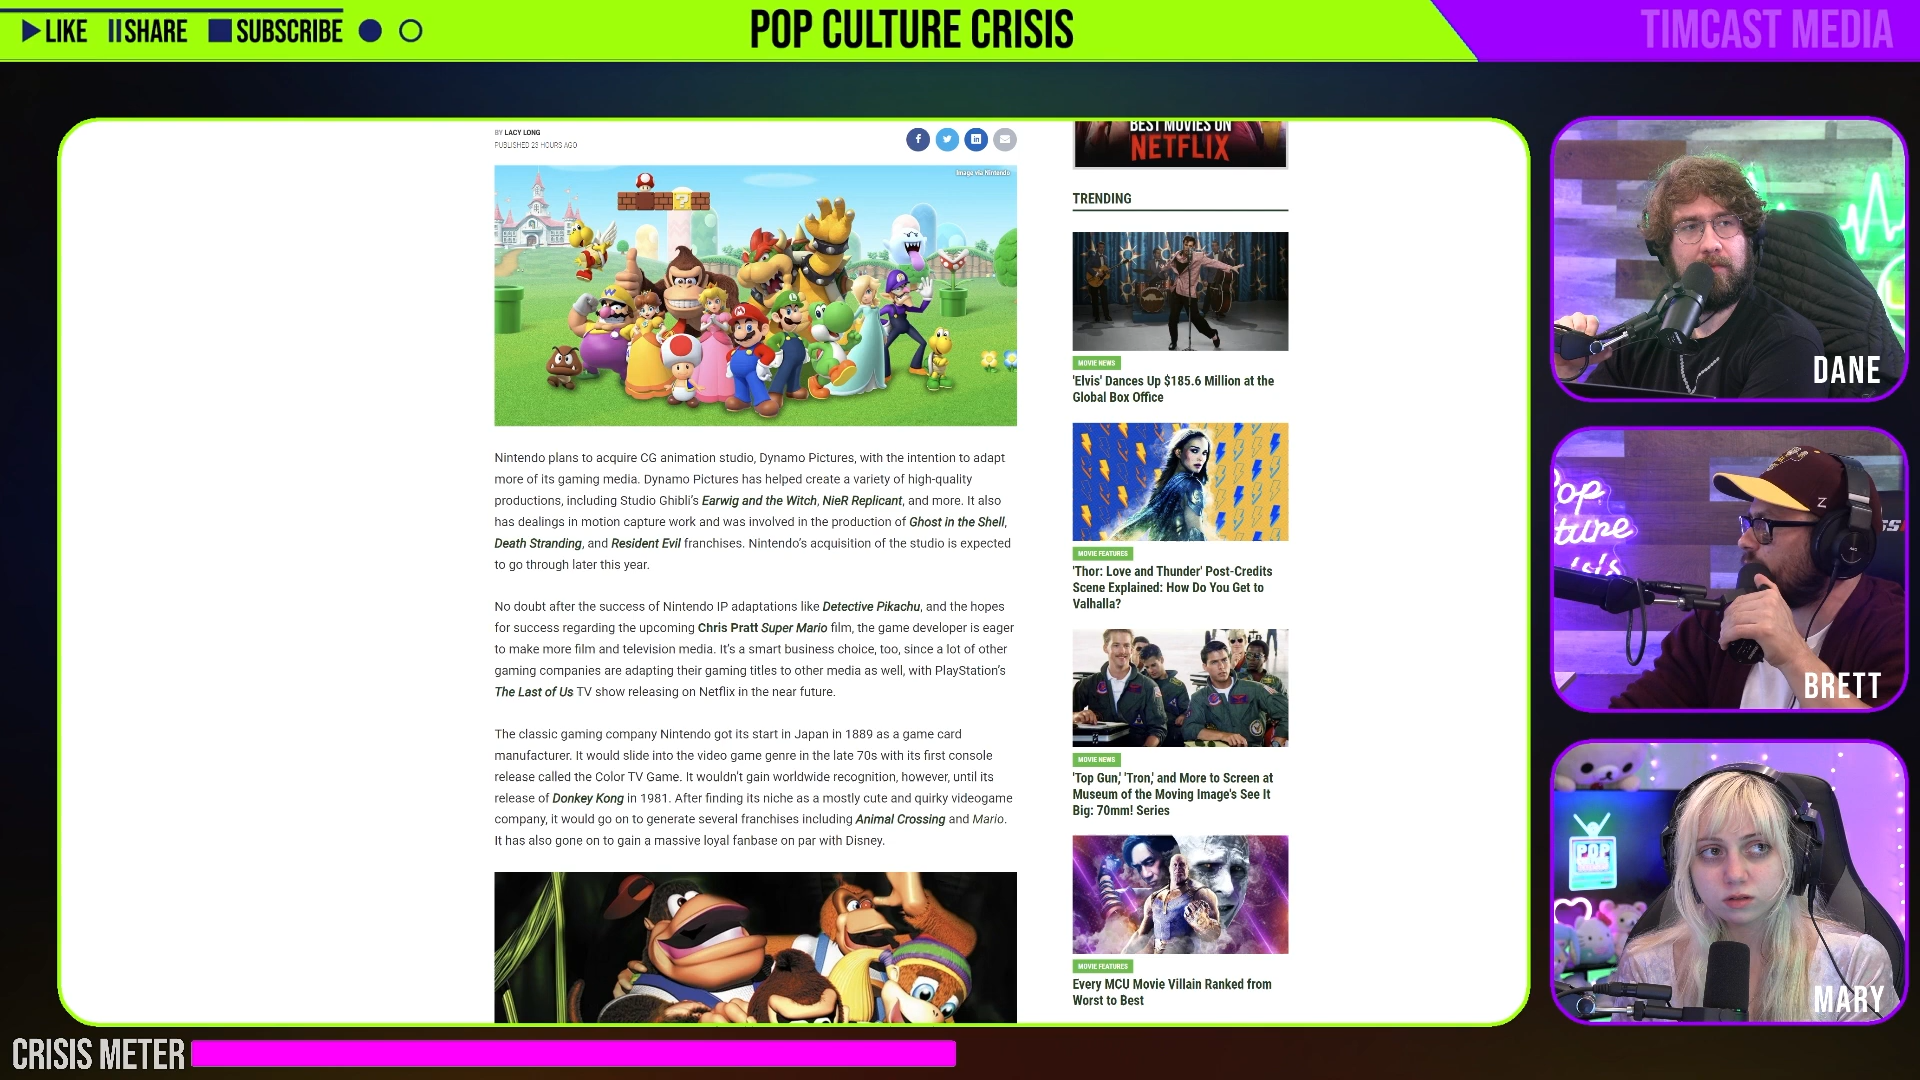 LIKE SHARE SUBSCRIBE
POP CULTURE CRISIS
TIMCAST MEDIA
BY LACY LONG
PUBLISHED 23 HOURS AGO
Image via Nintendo
Nintendo plans to acquire CG animation studio, Dynamo Pictures, with the intention to adapt
more of its gaming media. Dynamo Pictures has helped create a variety of high-quality
productions, including Studio Ghibli’s Earwig and the Witch, NieR Replicant, and more. It also
has dealings in motion capture work and was involved in the production of Ghost in the Shell,
Death Stranding, and Resident Evil franchises. Nintendo’s acquisition of the studio is expected
to go through later this year.
No doubt after the success of Nintendo IP adaptations like Detective Pikachu, and the hopes
for success regarding the upcoming Chris Pratt Super Mario film, the game developer is eager
to make more film and television media. It’s a smart business choice, too, since a lot of other
gaming companies are adapting their gaming titles to other media as well, with PlayStation’s
The Last of Us TV show releasing on Netflix in the near future.
The classic gaming company Nintendo got its start in Japan in 1889 as a game card
manufacturer. It would slide into the video game genre in the late 70s with its first console
release called the Color TV Game. It wouldn’t gain worldwide recognition, however, until its
release of Donkey Kong in 1981. After finding its niche as a mostly cute and quirky videogame
company, it would go on to generate several franchises including Animal Crossing and Mario.
It has also gone on to gain a massive loyal fanbase on par with Disney.
BEST MOVIES ON
NETFLIX
TRENDING
MOVIE NEWS
'Elvis' Dances Up $185.6 Million at the
Global Box Office
MOVIE FEATURES
'Thor: Love and Thunder' Post-Credits
Scene Explained: How Do You Get to
Valhalla?
MOVIE NEWS
'Top Gun,' 'Tron,' and More to Screen at
Museum of the Moving Image's See It
Big: 70mm! Series
MOVIE FEATURES
Every MCU Movie Villain Ranked from
Worst to Best
DANE
BRETT
MARY
CRISIS METER